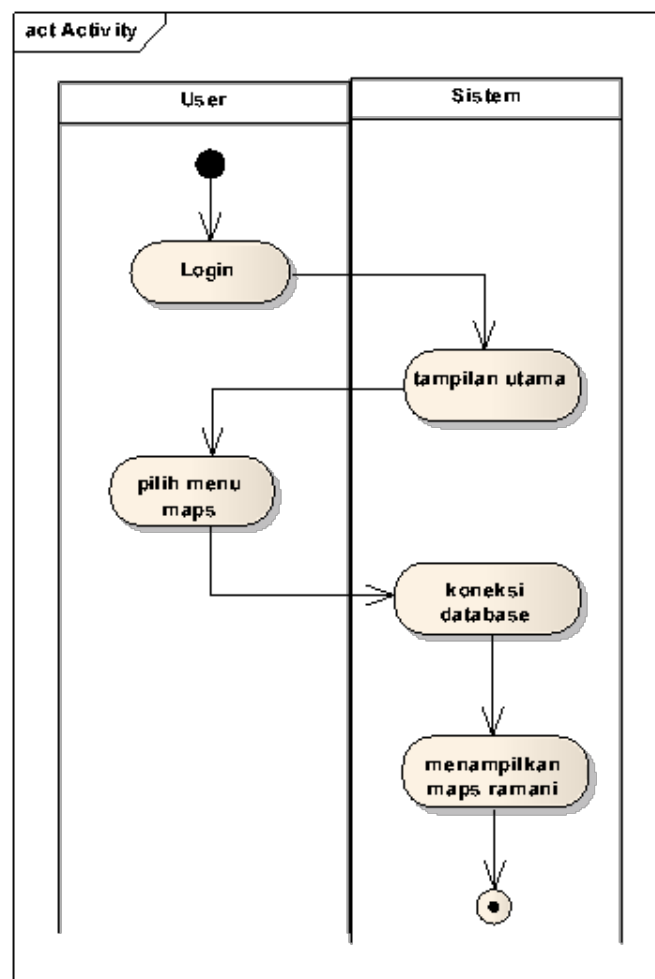 act Activity
User
Sistem
Login
tampilan utama
pilih menu
maps
koneksi
database
menampilkan
maps ramani